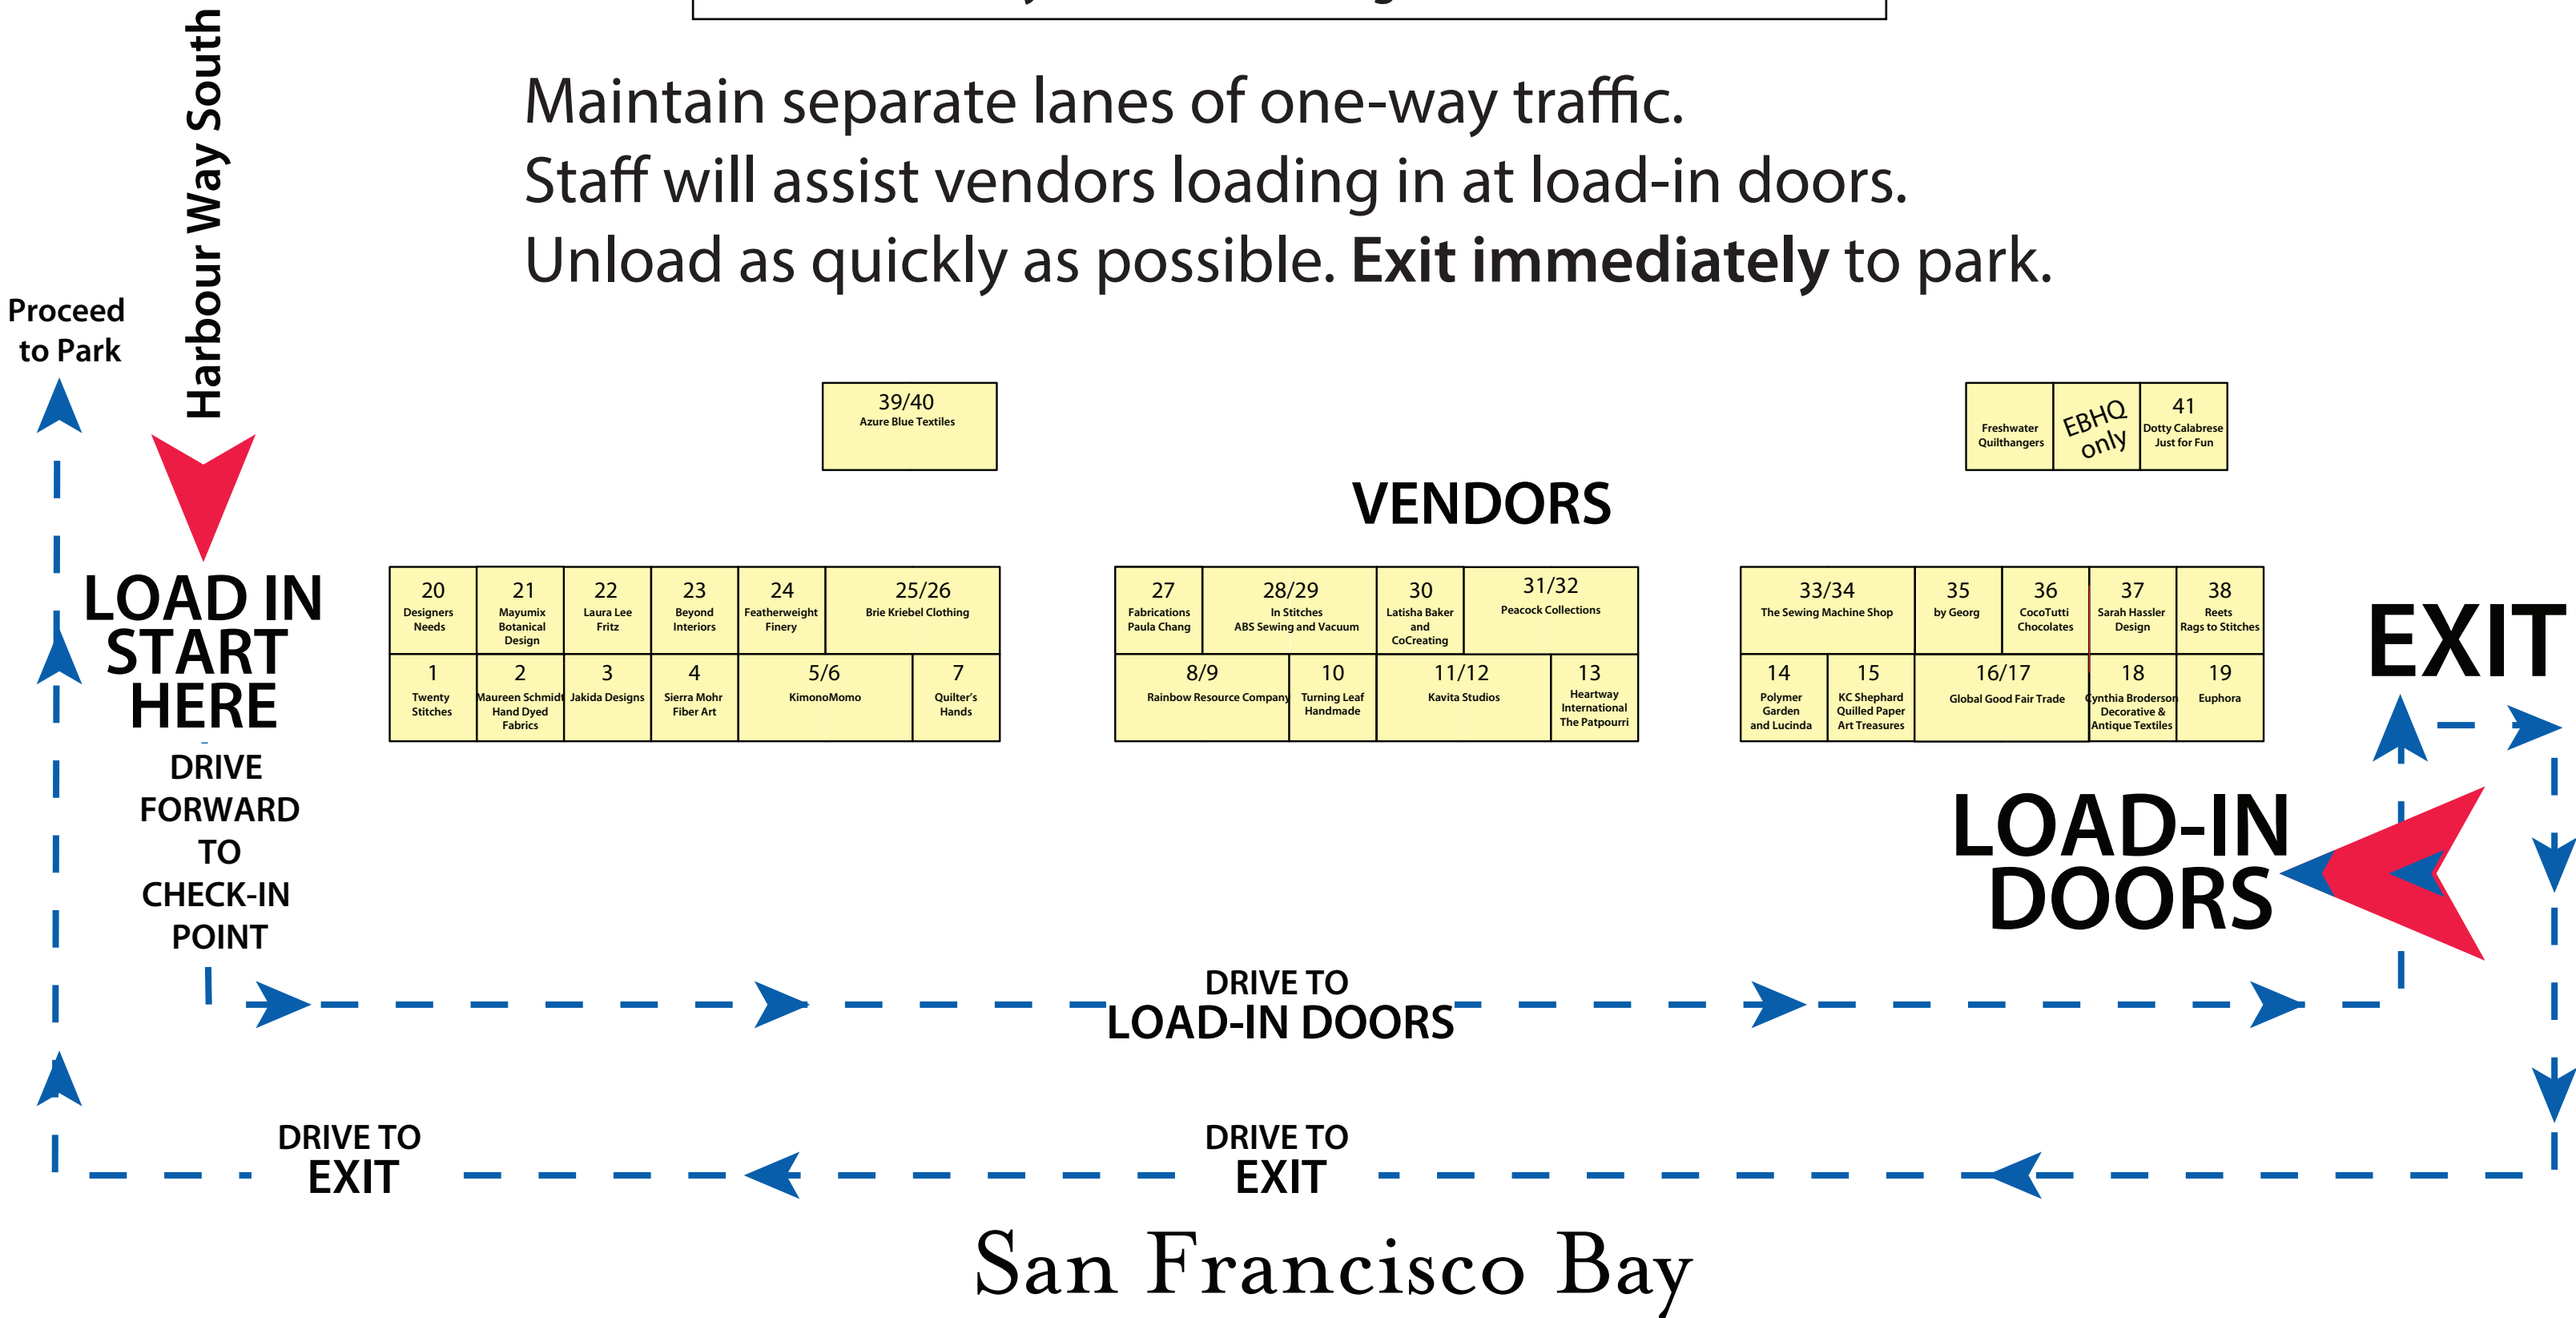 Harbour Way South
Maintain separate lanes of one-way traffic.
Staff will assist vendors loading in at load-in doors.
Unload as quickly as possible. Exit immediately to park.
Proceed
to Park
39/40
Azure Blue Textiles
Freshwater
Quilthangers
EBHQ
only
41
Dotty Calabrese
Just for Fun
VENDORS
LOAD IN
START
HERE
20
Designers
Needs
21
Mayumix
Botanical
Design
22
Laura Lee
Fritz
23
Beyond
Interiors
24
Featherweight
Finery
25/26
Brie Kriebel Clothing
1
Twenty
Stitches
2
Maureen Schmidt
Hand Dyed
Fabrics
3
Jakida Designs
4
Sierra Mohr
Fiber Art
5/6
KimonoMomo
7
Quilter's
Hands
27
Fabrications
Paula Chang
28/29
In Stitches
ABS Sewing and Vacuum
30
Latisha Baker
and
CoCreating
31/32
Peacock Collections
8/9
Rainbow Resource Company
10
Turning Leaf
Handmade
11/12
Kavita Studios
13
Heartway
International
The Patpourri
33/34
The Sewing Machine Shop
35
by Georg
36
CocoTutti
Chocolates
37
Sarah Hassler
Design
38
Reets
Rags to Stitches
14
Polymer
Garden
and Lucinda
15
KC Shephard
Quilled Paper
Art Treasures
16/17
Global Good Fair Trade
18
Cynthia Broderson
Decorative &
Antique Textiles
19
Euphora
EXIT
DRIVE
FORWARD
TO
CHECK-IN
POINT
LOAD-IN
DOORS
DRIVE TO
LOAD-IN DOORS
DRIVE TO
EXIT
DRIVE TO
EXIT
San Francisco Bay